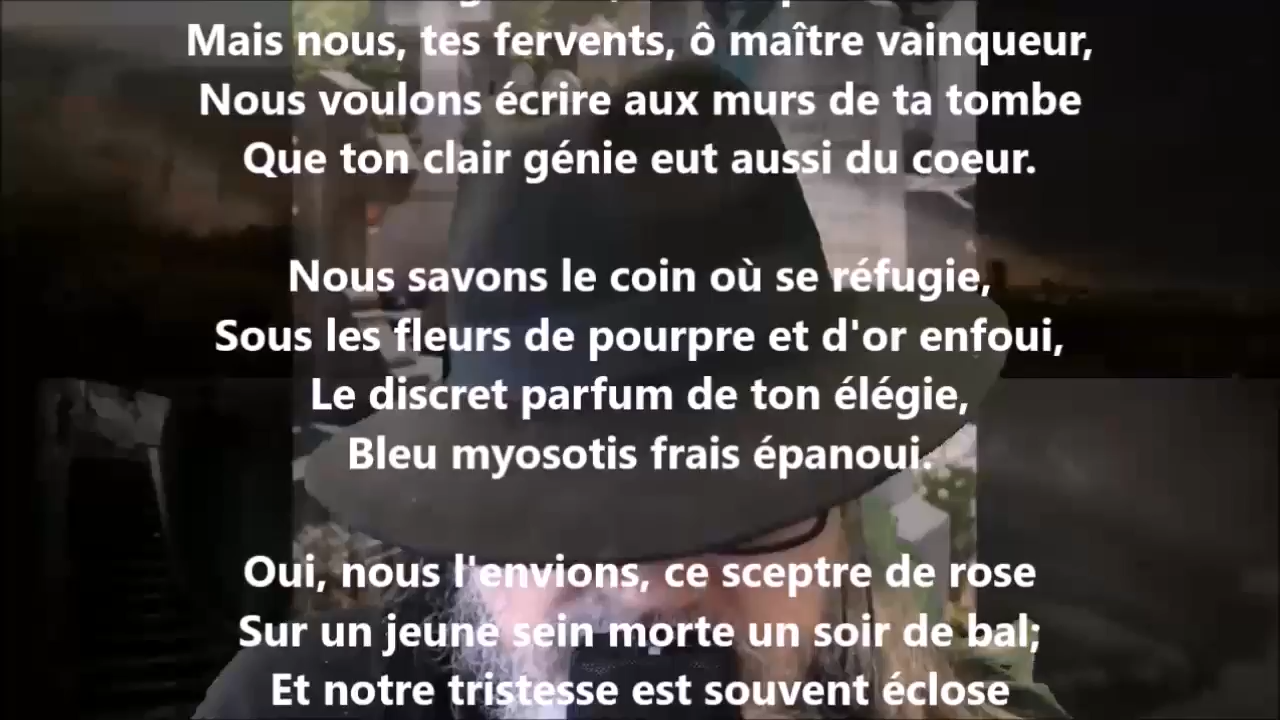 Mais nous, tes fervents, ô maître vainqueur,
Nous voulons écrire aux murs de ta tombe
Que ton clair génie eut aussi du coeur.
Nous savons le coin où se réfugie,
Sous les fleurs de pourpre et d'or enfoui,
Le discret parfum de ton élégie,
Bleu myosotis frais épanoui.
Oui, nous l'envions, ce sceptre de rose
Sur un jeune sein morte un soir de bal;
Et notre tristesse est souvent éclose